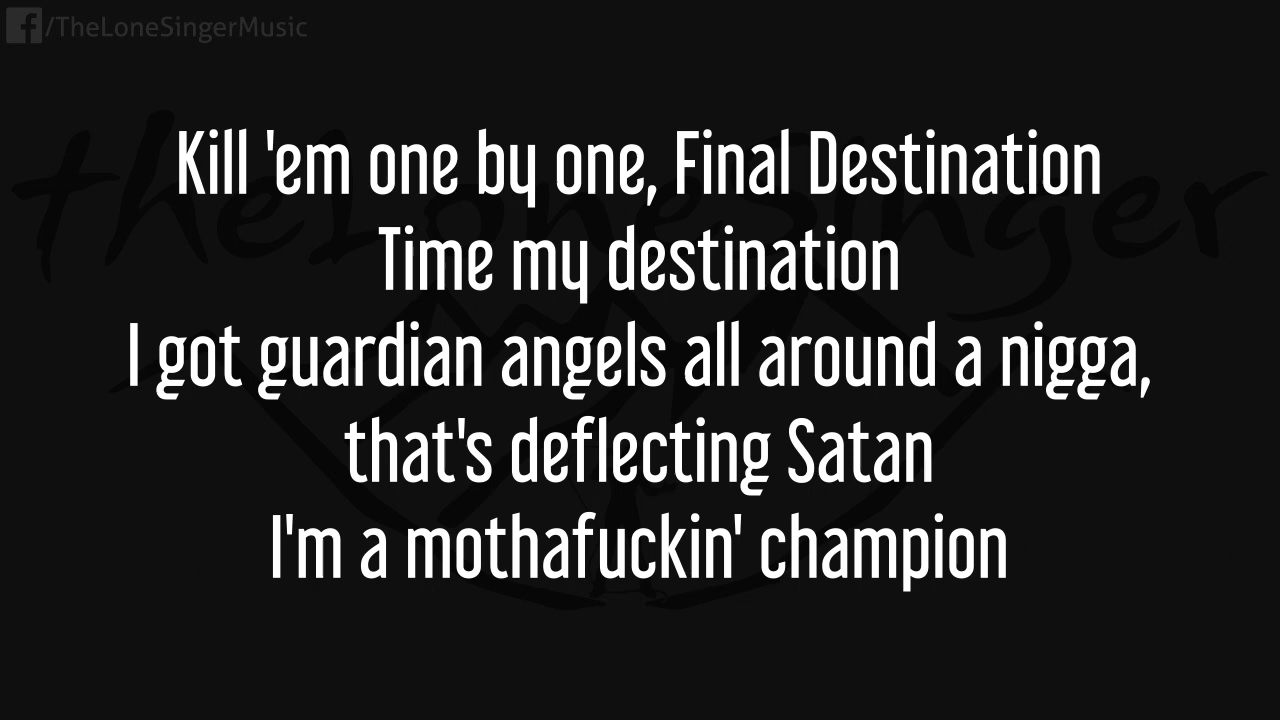 /TheLoneSingerMusic
theLoneSinger
Kill 'em one by one, Final Destination
Time my destination
I got guardian angels all around a nigga,
that's deflecting Satan
I'm a mothafuckin' champion